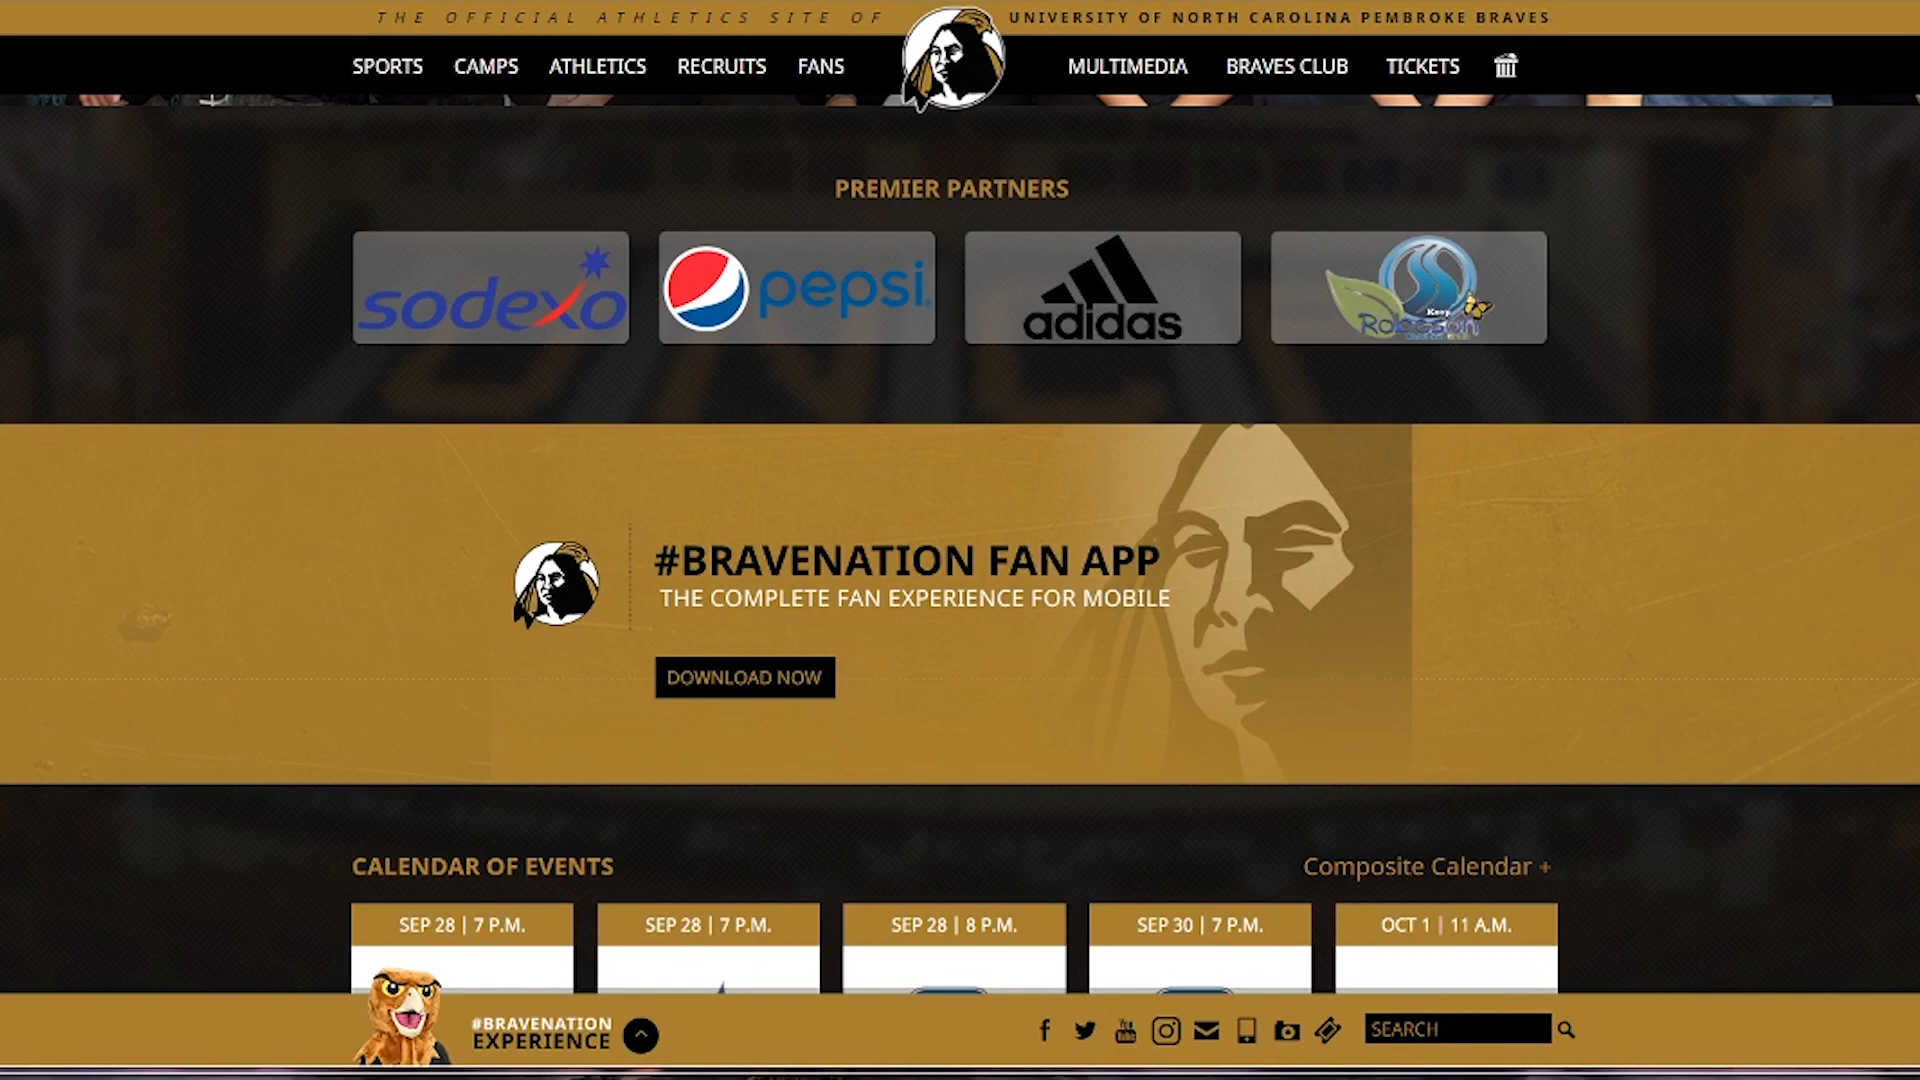 THE OFFICIAL ATHLETICS SITE OF
UNIVERSITY OF NORTH CAROLINA PEMBROKE BRAVES
SPORTS CAMPS ATHLETICS RECRUITS FANS MULTIMEDIA BRAVES CLUB TICKETS
PREMIER PARTNERS
sodexo
pepsi
adidas
Keep
Robeson
#BRAVENATION FAN APP
THE COMPLETE FAN EXPERIENCE FOR MOBILE
DOWNLOAD NOW
CALENDAR OF EVENTS
Composite Calendar +
SEP 28 | 7 P.M.
SEP 28 | 7 P.M.
SEP 28 | 8 P.M.
SEP 30 | 7 P.M.
OCT 1 | 11 A.M.
#BRAVENATION
EXPERIENCE
You
Tube
SEARCH